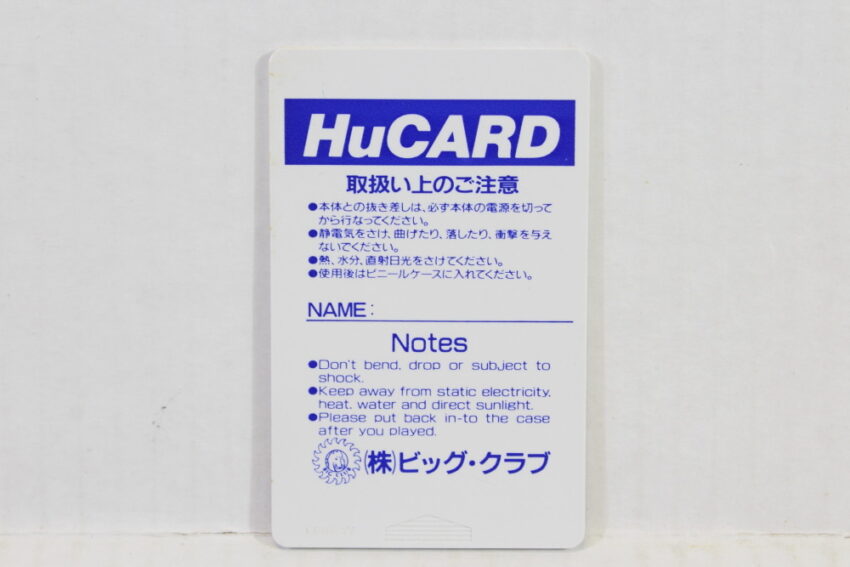 HuCARD
取扱い上のご注意
●本体との抜き差しは、必ず本体の電源を切って
から行なってください。
●静電気をさけ、曲げたり、落したり、衝撃を与え
ないでください。
●熱、水分、直射日光をさけてください。
●使用後はビニールケースに入れてください。
NAME:
Notes
●Don't bend, drop or subject to
shock.
●Keep away from static electricity,
heat, water and direct sunlight.
●Please put back in-to the case
after you played.
(株)ビッグ・クラブ